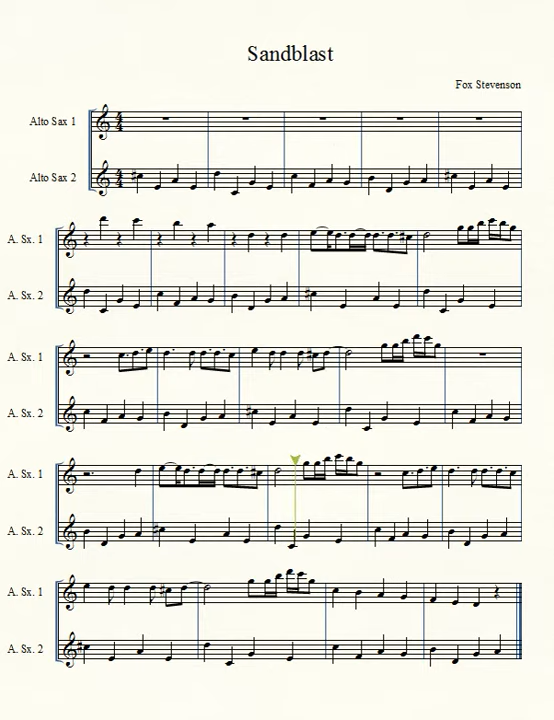 Sandblast
Fox Stevenson
Alto Sax 1
Alto Sax 2
A. Sx. 1
A. Sx. 2
A. Sx. 1
A. Sx. 2
A. Sx. 1
A. Sx. 2
A. Sx. 1
A. Sx. 2